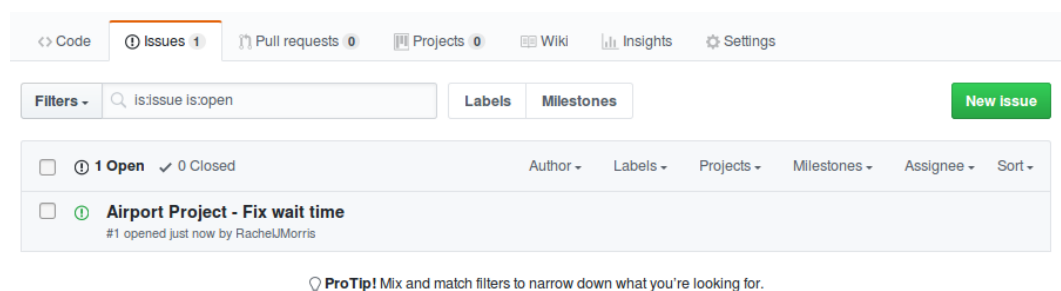 Code Issues 1 Pull requests 0 Projects 0 Wiki Insights Settings
Filters is:issue is:open Labels Milestones New issue
1 Open 0 Closed Author Labels Projects Milestones Assignee Sort
Airport Project - Fix wait time
#1 opened just now by RachelJMorris
ProTip! Mix and match filters to narrow down what you're looking for.